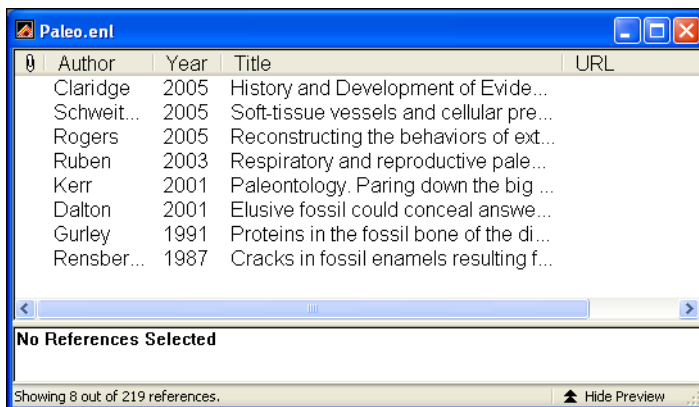 Paleo.enl
Author Year Title URL
Claridge 2005 History and Development of Evide...
Schweit... 2005 Soft-tissue vessels and cellular pre...
Rogers 2005 Reconstructing the behaviors of ext...
Ruben 2003 Respiratory and reproductive pale...
Kerr 2001 Paleontology. Paring down the big ...
Dalton 2001 Elusive fossil could conceal answe...
Gurley 1991 Proteins in the fossil bone of the di...
Rensber... 1987 Cracks in fossil enamels resulting f...
No References Selected
Showing 8 out of 219 references. Hide Preview